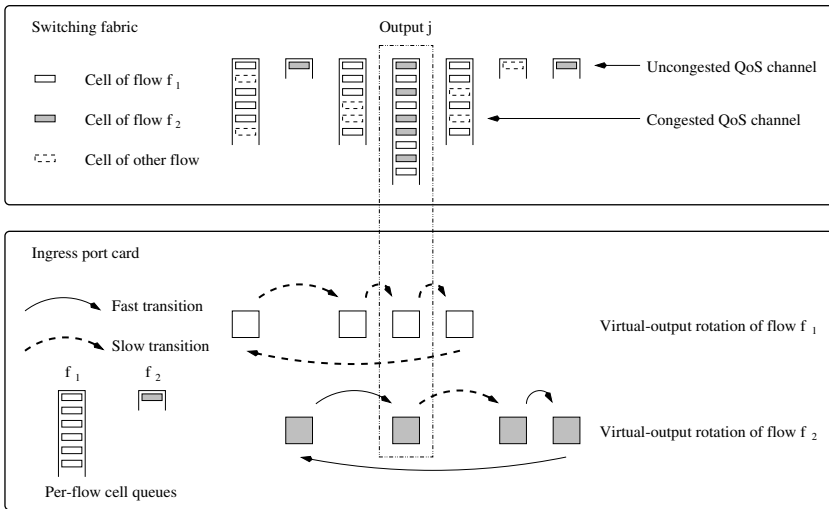 Switching fabric
Output j
Cell of flow f 1
Cell of flow f 2
Cell of other flow
Uncongested QoS channel
Congested QoS channel
Ingress port card
Fast transition
Slow transition
f 1
f 2
Per-flow cell queues
Virtual-output rotation of flow f 1
Virtual-output rotation of flow f 2